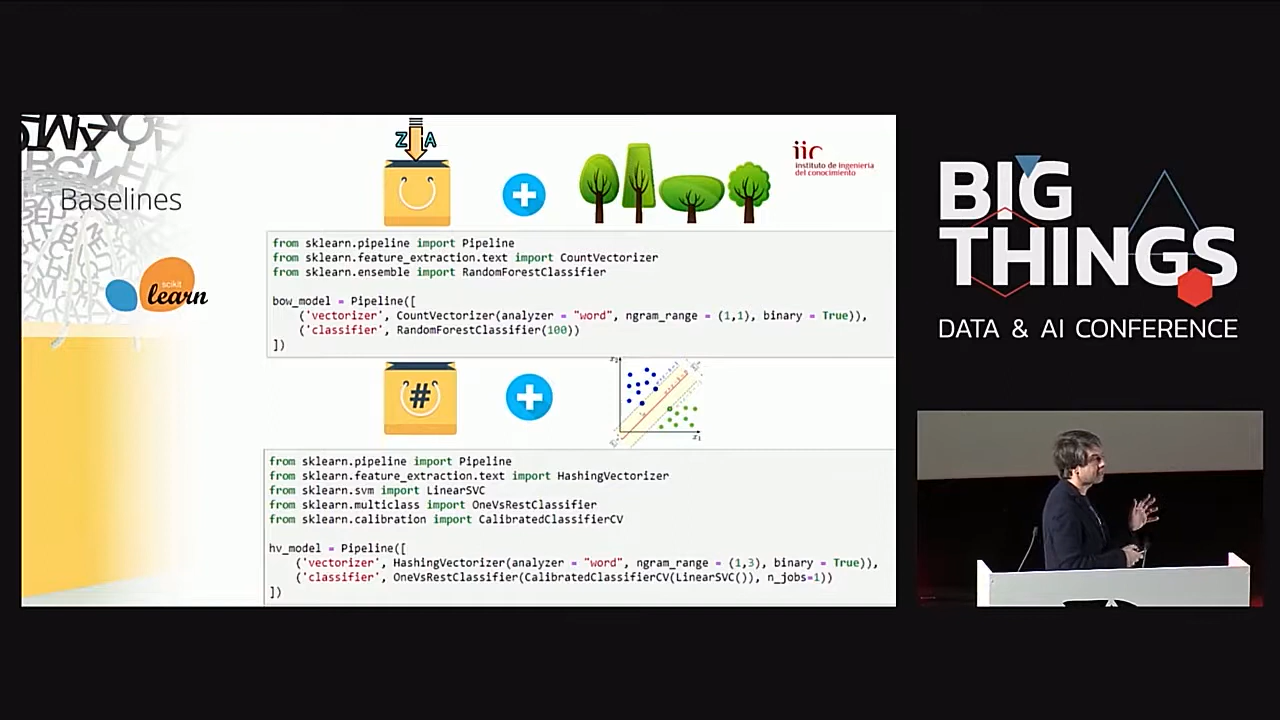 Z A
iic
instituto de ingeniería
del conocimiento
Baselines
scikit
learn
from sklearn.pipeline import Pipeline
from sklearn.feature_extraction.text import CountVectorizer
from sklearn.ensemble import RandomForestClassifier
bow_model = Pipeline([
('vectorizer', CountVectorizer(analyzer = "word", ngram_range = (1,1), binary = True)),
('classifier', RandomForestClassifier(100))
])
#
x₂
x₁
from sklearn.pipeline import Pipeline
from sklearn.feature_extraction.text import HashingVectorizer
from sklearn.svm import LinearSVC
from sklearn.multiclass import OneVsRestClassifier
from sklearn.calibration import CalibratedClassifierCV
hv_model = Pipeline([
('vectorizer', HashingVectorizer(analyzer = "word", ngram_range = (1,3), binary = True)),
('classifier', OneVsRestClassifier(CalibratedClassifierCV(LinearSVC()), n_jobs=1))
])
BIG
THINGS
DATA & AI CONFERENCE